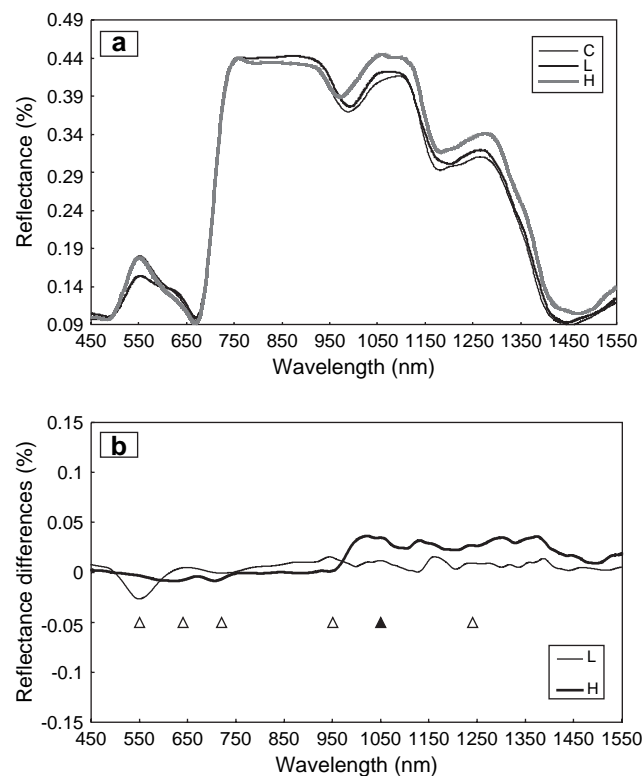 0.49
a
C
L
H
0.44
0.39
0.34
0.29
0.24
0.19
0.14
0.09
Reflectance (%)
450 550 650 750 850 950 1050 1150 1250 1350 1450 1550
Wavelength (nm)
0.15
b
0.1
0.05
0
-0.05
-0.1
-0.15
Reflectance differences (%)
L
H
450 550 650 750 850 950 1050 1150 1250 1350 1450 1550
Wavelength (nm)